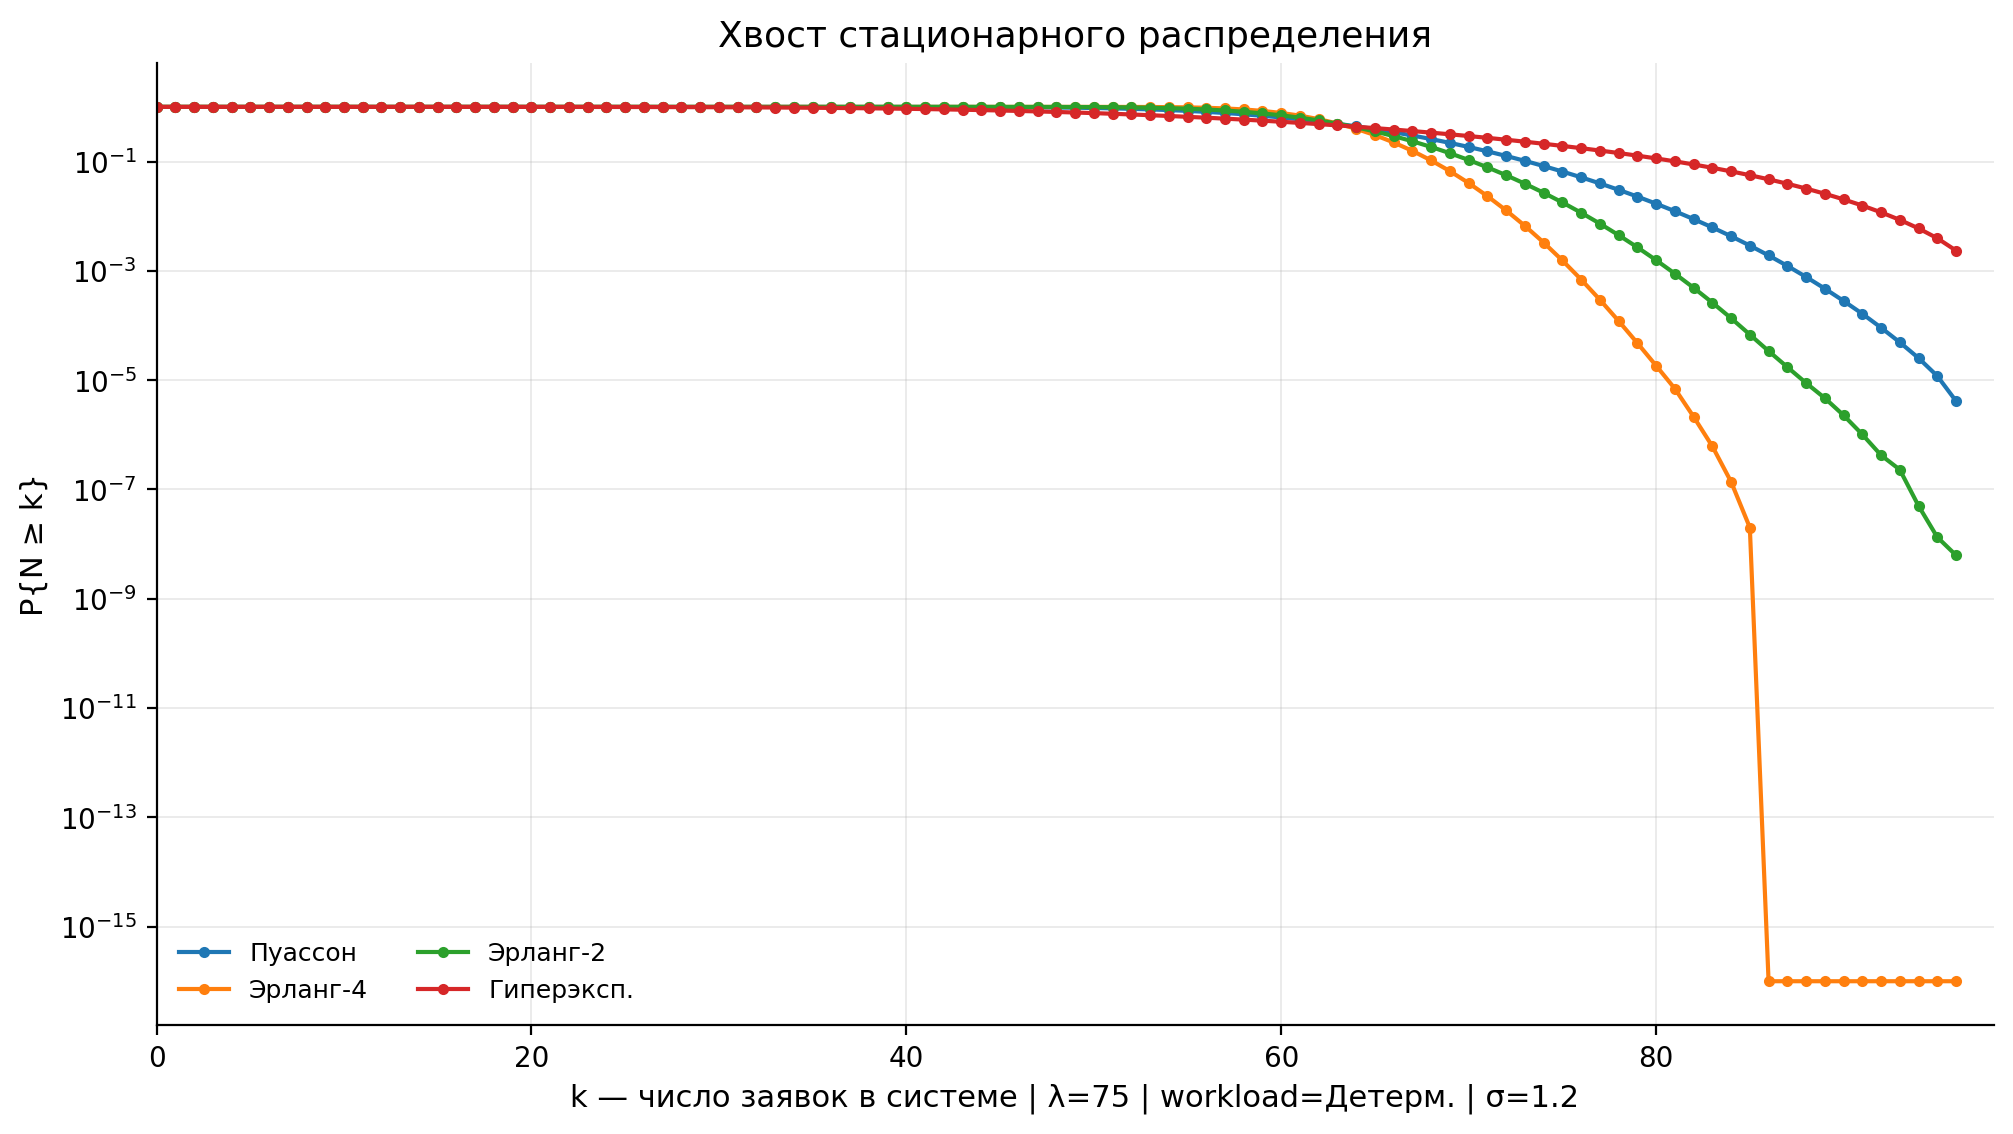 Хвост стационарного распределения
P{N ≥ k}
10⁻¹
10⁻³
10⁻⁵
10⁻⁷
10⁻⁹
10⁻¹¹
10⁻¹³
10⁻¹⁵
Пуассон
Эрланг-4
Эрланг-2
Гиперэксп.
0 20 40 60 80
k — число заявок в системе | λ=75 | workload=Детерм. | σ=1.2